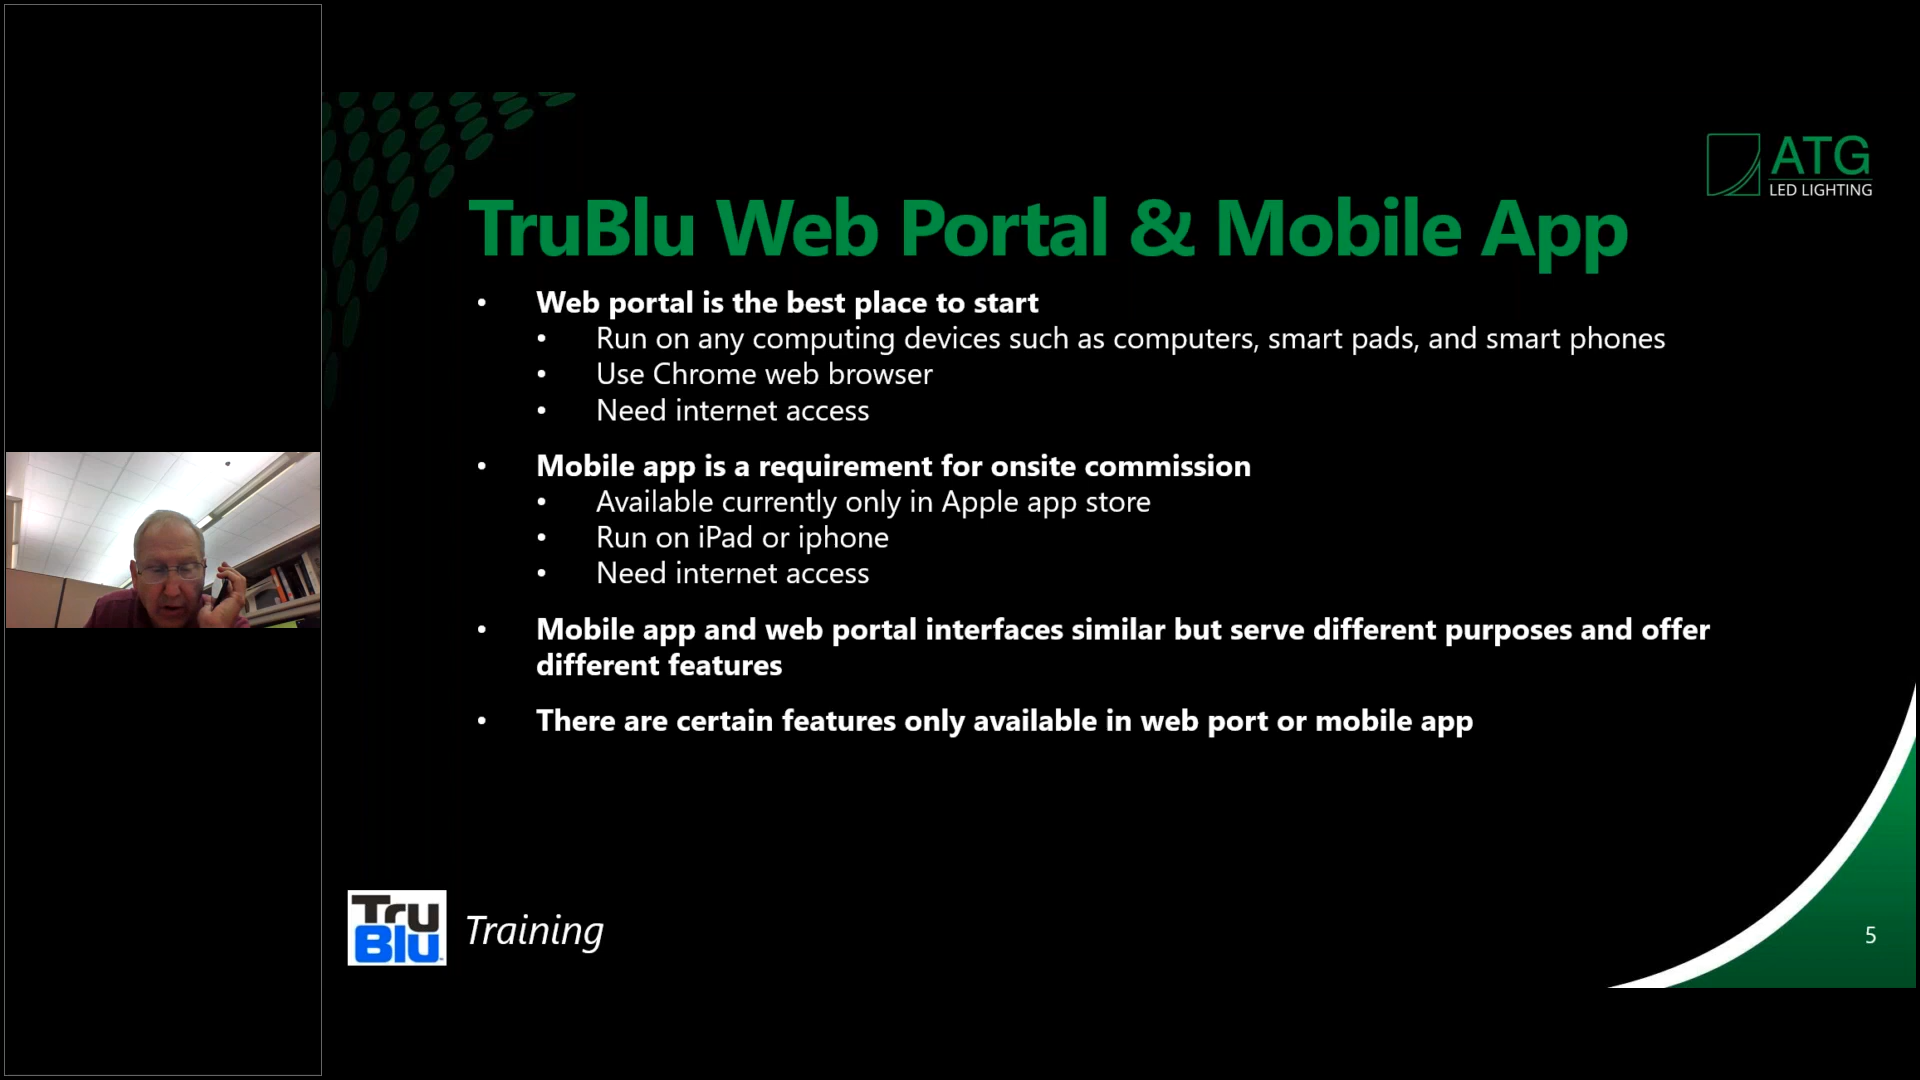 ATG
LED LIGHTING
TruBlu Web Portal & Mobile App
• Web portal is the best place to start
• Run on any computing devices such as computers, smart pads, and smart phones
• Use Chrome web browser
• Need internet access
• Mobile app is a requirement for onsite commission
• Available currently only in Apple app store
• Run on iPad or iphone
• Need internet access
• Mobile app and web portal interfaces similar but serve different purposes and offer
different features
• There are certain features only available in web port or mobile app
Tru
Blu
Training
5